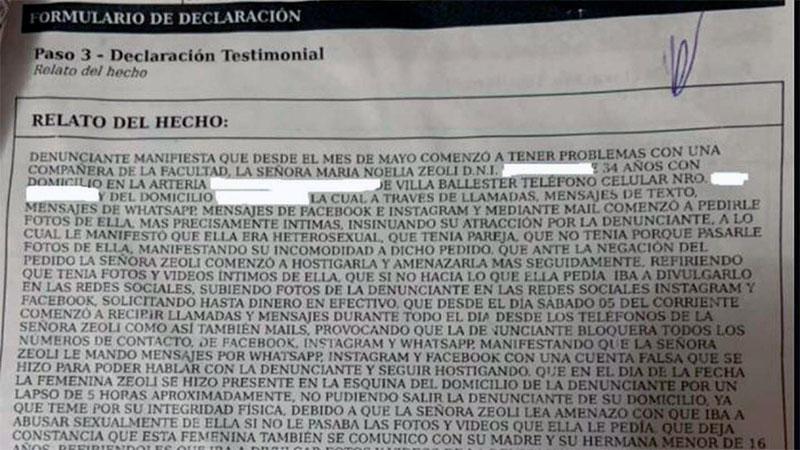 FORMULARIO DE DECLARACIÓN
Paso 3 - Declaración Testimonial
Relato del hecho
RELATO DEL HECHO:
DENUNCIANTE MANIFIESTA QUE DESDE EL MES DE MAYO COMENZÓ A TENER PROBLEMAS CON UNA
COMPAÑERA DE LA FACULTAD, LA SEÑORA MARIA NOELIA ZEOLI D.N.I. E 34 AÑOS CON
DOMICILIO EN LA ARTERIA DE VILLA BALLESTER TELÉFONO CELULAR NRO.
Y DEL DOMICILIO LA CUAL A TRAVES DE LLAMADAS, MENSAJES DE TEXTO,
MENSAJES DE WHATSAPP, MENSAJES DE FACEBOOK E INSTAGRAM Y MEDIANTE MAIL COMENZÓ A PEDIRLE
FOTOS DE ELLA, MAS PRECISAMENTE INTIMAS, INSINUANDO SU ATRACCIÓN POR LA DENUNCIANTE, A LO
CUAL LE MANIFESTÓ QUE ELLA ERA HETEROSEXUAL, QUE TENIA PAREJA, QUE NO TENIA PORQUE PASARLE
FOTOS DE ELLA, MANIFESTANDO SU INCOMODIDAD A DICHO PEDIDO, QUE ANTE LA NEGACIÓN DEL
PEDIDO LA SEÑORA ZEOLI COMENZÓ A HOSTIGARLA Y AMENAZARLA MAS SEGUIDAMENTE, REFIRIENDO
QUE TENIA FOTOS Y VIDEOS ÍNTIMOS DE ELLA, QUE SI NO HACIA LO QUE ELLA PEDÍA IBA A DIVULGARLO
EN LAS REDES SOCIALES, SUBIENDO FOTOS DE LA DENUNCIANTE EN LAS REDES SOCIALES INSTAGRAM Y
FACEBOOK, SOLICITANDO HASTA DINERO EN EFECTIVO, QUE DESDE EL DÍA SÁBADO 05 DEL CORRIENTE
COMENZÓ A RECIPIR LLAMADAS Y MENSAJES DURANTE TODO EL DIA DESDE LOS TELÉFONOS DE LA
SEÑORA ZEOLI COMO ASÍ TAMBIÉN MAILS, PROVOCANDO QUE LA DENUNCIANTE BLOQUERA TODOS LOS
NÚMEROS DE CONTACTO, DE FACEBOOK, INSTAGRAM Y WHATSAPP, MANIFESTANDO QUE LA SEÑORA
ZEOLI LE MANDO MENSAJES POR WHATSAPP, INSTAGRAM Y FACEBOOK CON UNA CUENTA FALSA QUE SE
HIZO PARA PODER HABLAR CON LA DENUNCIANTE Y SEGUIR HOSTIGANDO. QUE EN EL DIA DE LA FECHA
LA FEMENINA ZEOLI SE HIZO PRESENTE EN LA ESQUINA DEL DOMICILIO DE LA DENUNCIANTE POR UN
LAPSO DE 5 HORAS APROXIMADAMENTE, NO PUDIENDO SALIR LA DENUNCIANTE DE SU DOMICILIO, YA
QUE TEME POR SU INTEGRIDAD FÍSICA, DEBIDO A QUE LA SEÑORA ZEOLI LEA AMENAZO CON QUE IBA A
ABUSAR SEXUALMENTE DE ELLA SI NO LE PASABA LAS FOTOS Y VIDEOS QUE ELLA LE PEDÍA. QUE DEJA
CONSTANCIA QUE ESTA FEMENINA TAMBIÉN SE COMUNICO CON SU MADRE Y SU HERMANA MENOR DE 16